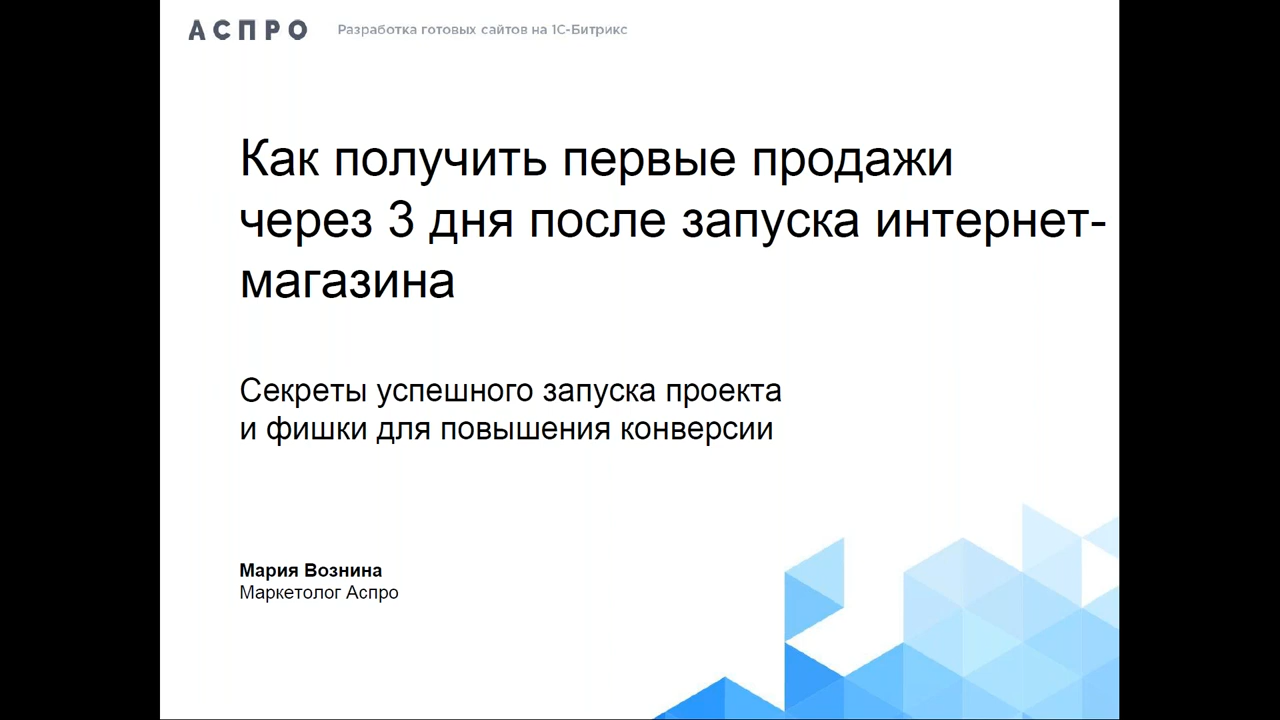 АСПРО Разработка готовых сайтов на 1С-Битрикс
Как получить первые продажи
через 3 дня после запуска интернет-
магазина
Секреты успешного запуска проекта
и фишки для повышения конверсии
Мария Вознина
Маркетолог Аспро